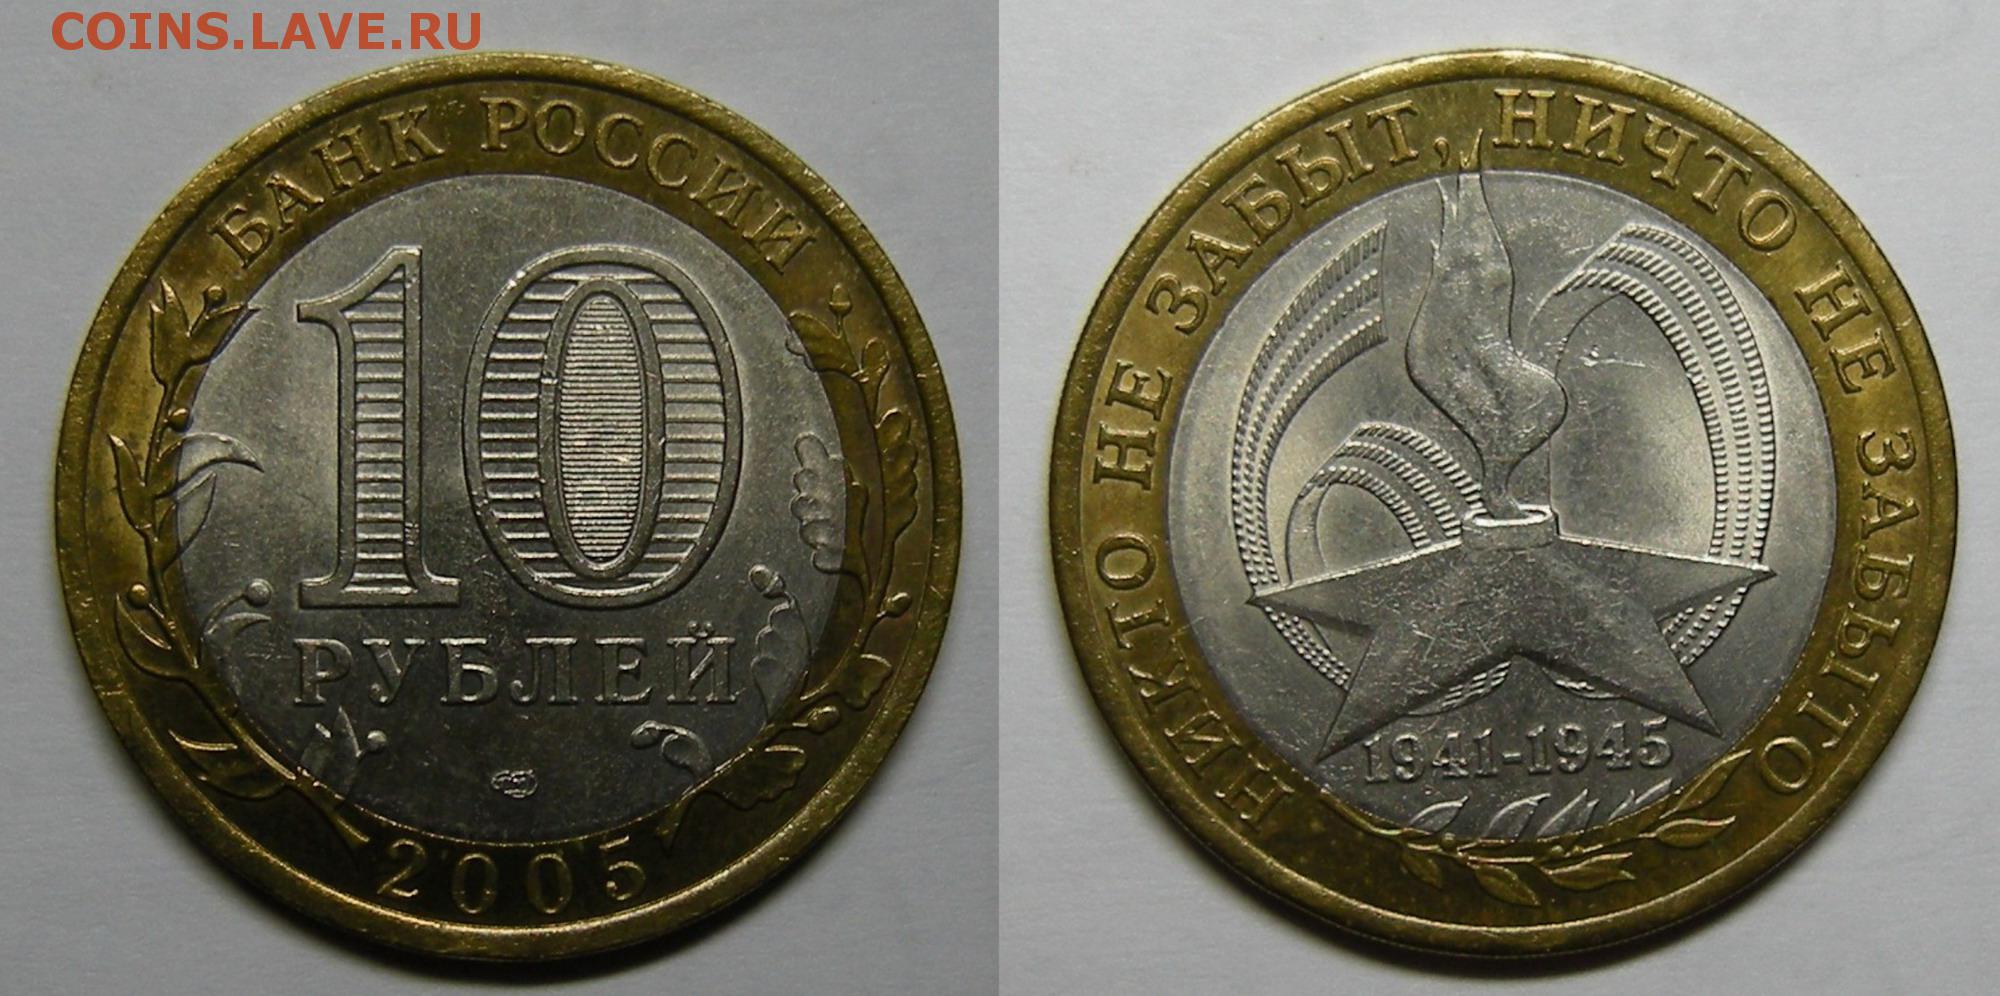 COINS.LAVE.RU
БАНК РОССИИ
10
РУБЛЕЙ
2005
НИКТО НЕ ЗАБЫТ, НИЧТО НЕ ЗАБЫТО
1941-1945